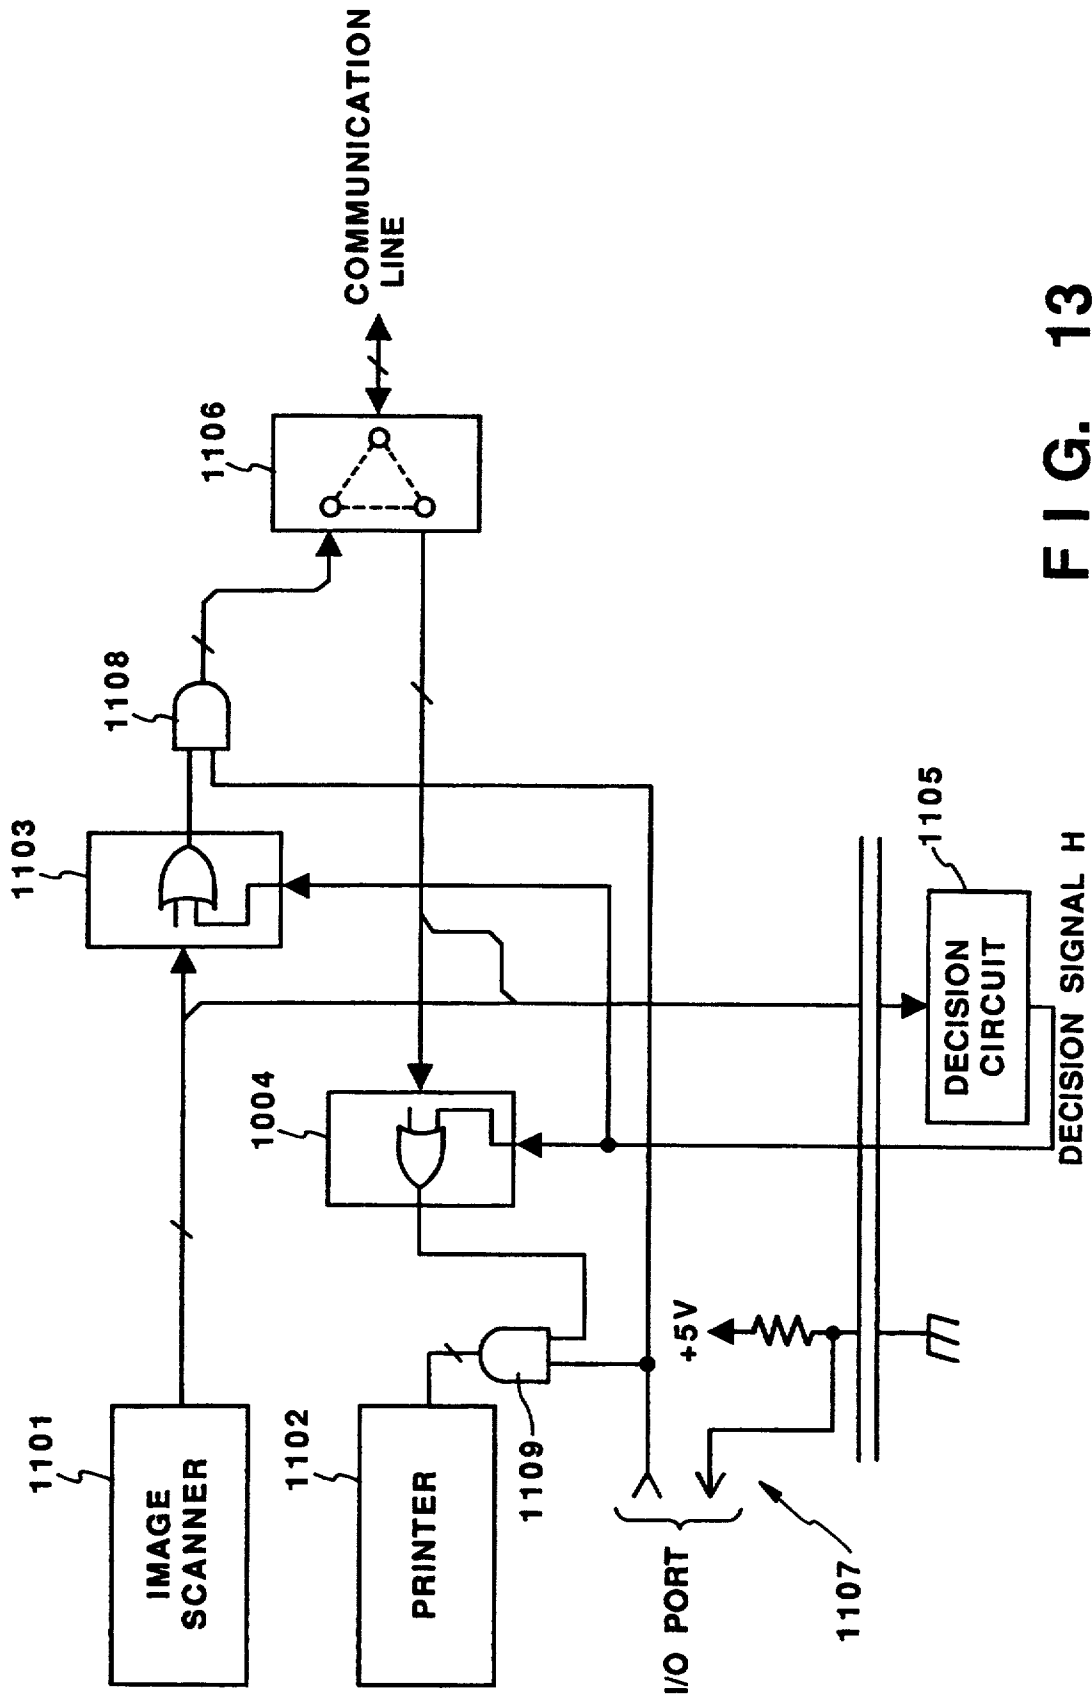 1101
IMAGE
SCANNER
1103
1108
1106
COMMUNICATION
LINE
1102
PRINTER
1004
1109
+5V
I/O PORT
1107
1105
DECISION
CIRCUIT
DECISION SIGNAL H
FIG. 13